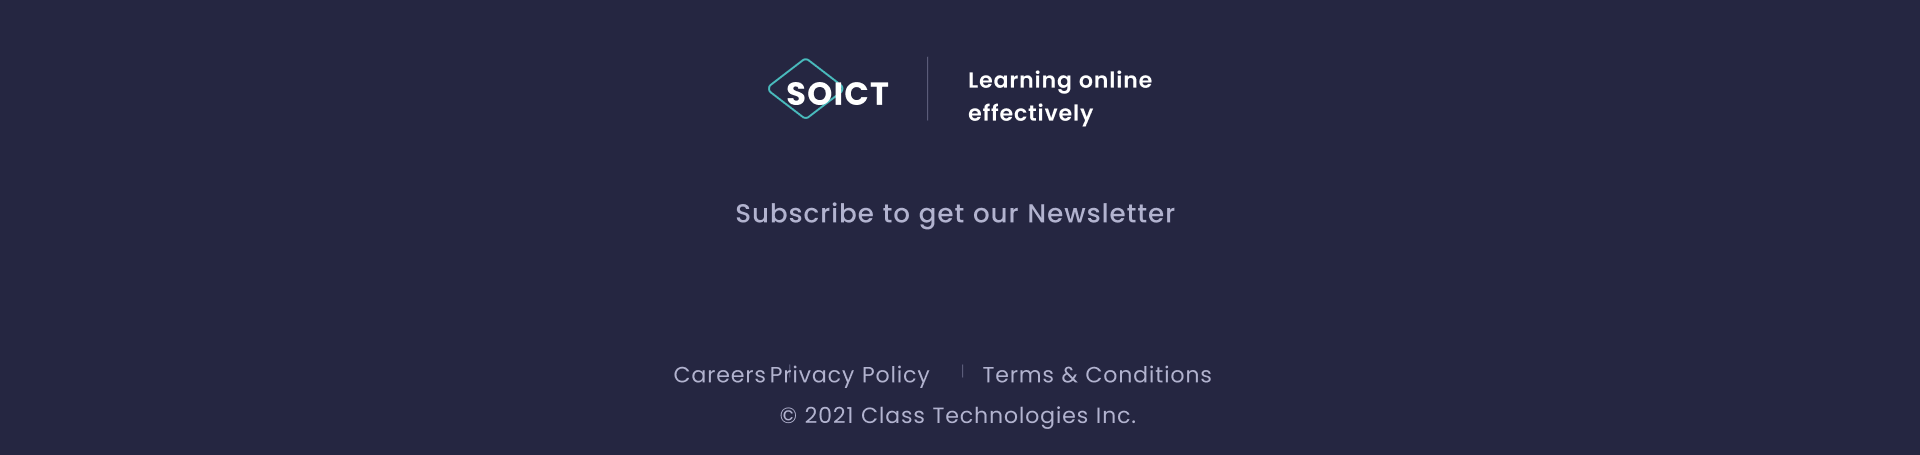 SOICT
Learning online
effectively
Subscribe to get our Newsletter
Careers Privacy Policy Terms & Conditions
© 2021 Class Technologies Inc.